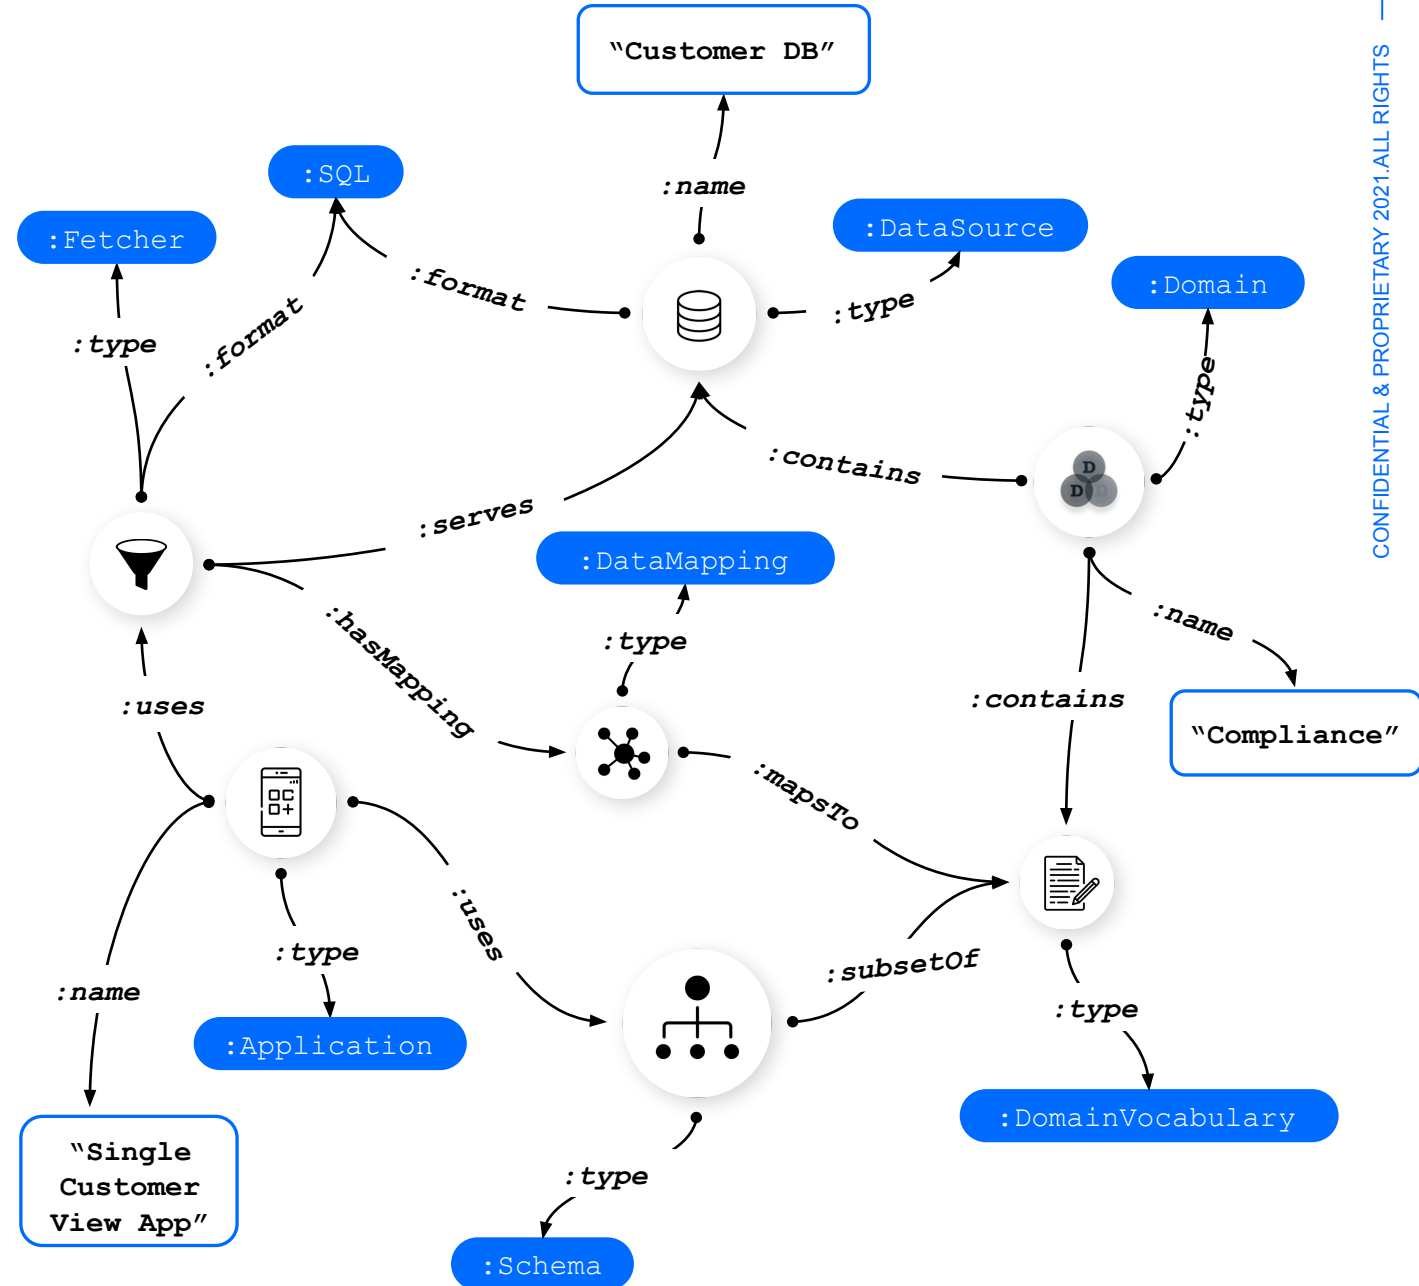 “Customer DB”
:SQL
:name
:Fetcher
:DataSource
:format
:Domain
:type
:format
:type
:type
:contains
:serves
:DataMapping
:hasMapping
:type
:name
:uses
:contains
“Compliance”
:mapsTo
:uses
:type
:subsetOf
:name
:type
:Application
:DomainVocabulary
“Single
Customer
View App”
:type
:Schema
CONFIDENTIAL & PROPRIETARY 2021.ALL RIGHTS
D
D
D